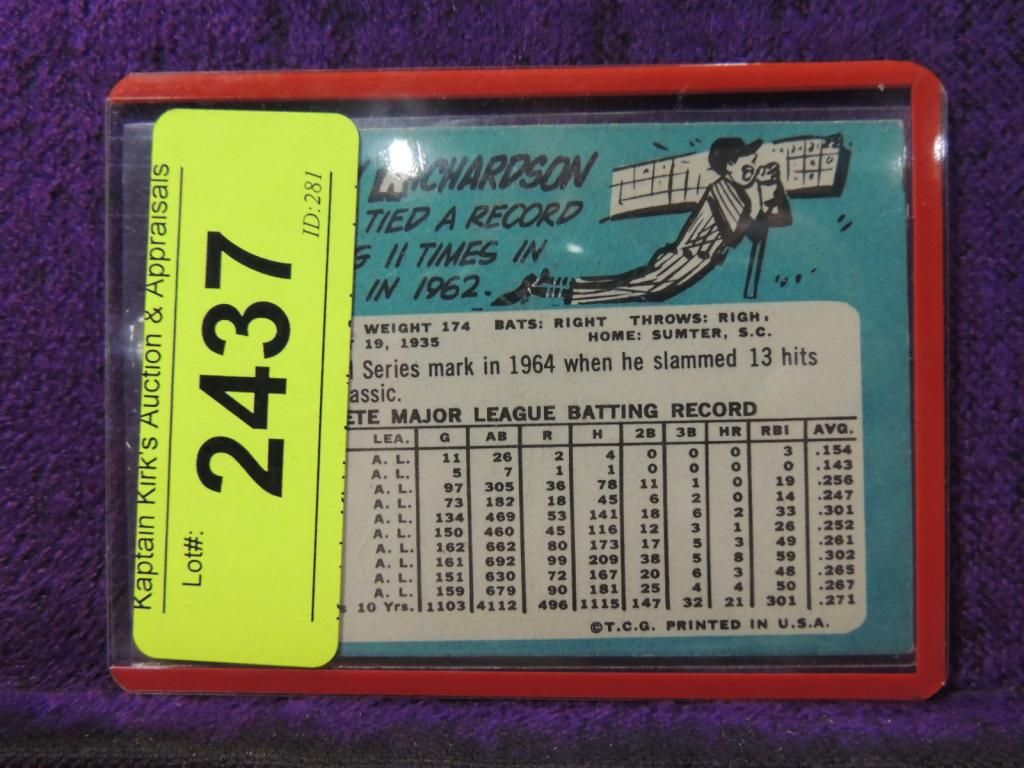 Kaptain Kirk's Auction & Appraisals
Lot#: 2437
ID:281
RICHARDSON
TIED A RECORD
11 TIMES IN
IN 1962.
WEIGHT 174 BATS: RIGHT THROWS: RIGH
19, 1935 HOME: SUMTER, S.C.
Series mark in 1964 when he slammed 13 hits
assic.
ETE MAJOR LEAGUE BATTING RECORD
LEA. G AB R H 2B 3B HR RBI AVG.
A. L. 11 26 2 4 0 0 0 3 .154
A. L. 5 7 1 1 0 0 0 0 .143
A. L. 97 305 36 78 11 1 0 19 .256
A. L. 73 182 18 45 6 2 0 14 .247
A. L. 134 469 53 141 18 6 2 33 .301
A. L. 150 460 45 116 12 3 1 26 .252
A. L. 162 662 80 173 17 5 3 49 .261
A. L. 161 692 99 209 38 5 8 59 .302
A. L. 151 630 72 167 20 6 3 48 .265
A. L. 159 679 90 181 25 4 4 50 .267
10 Yrs. 1103 4112 496 1115 147 32 21 301 .271
©T.C.G. PRINTED IN U.S.A.